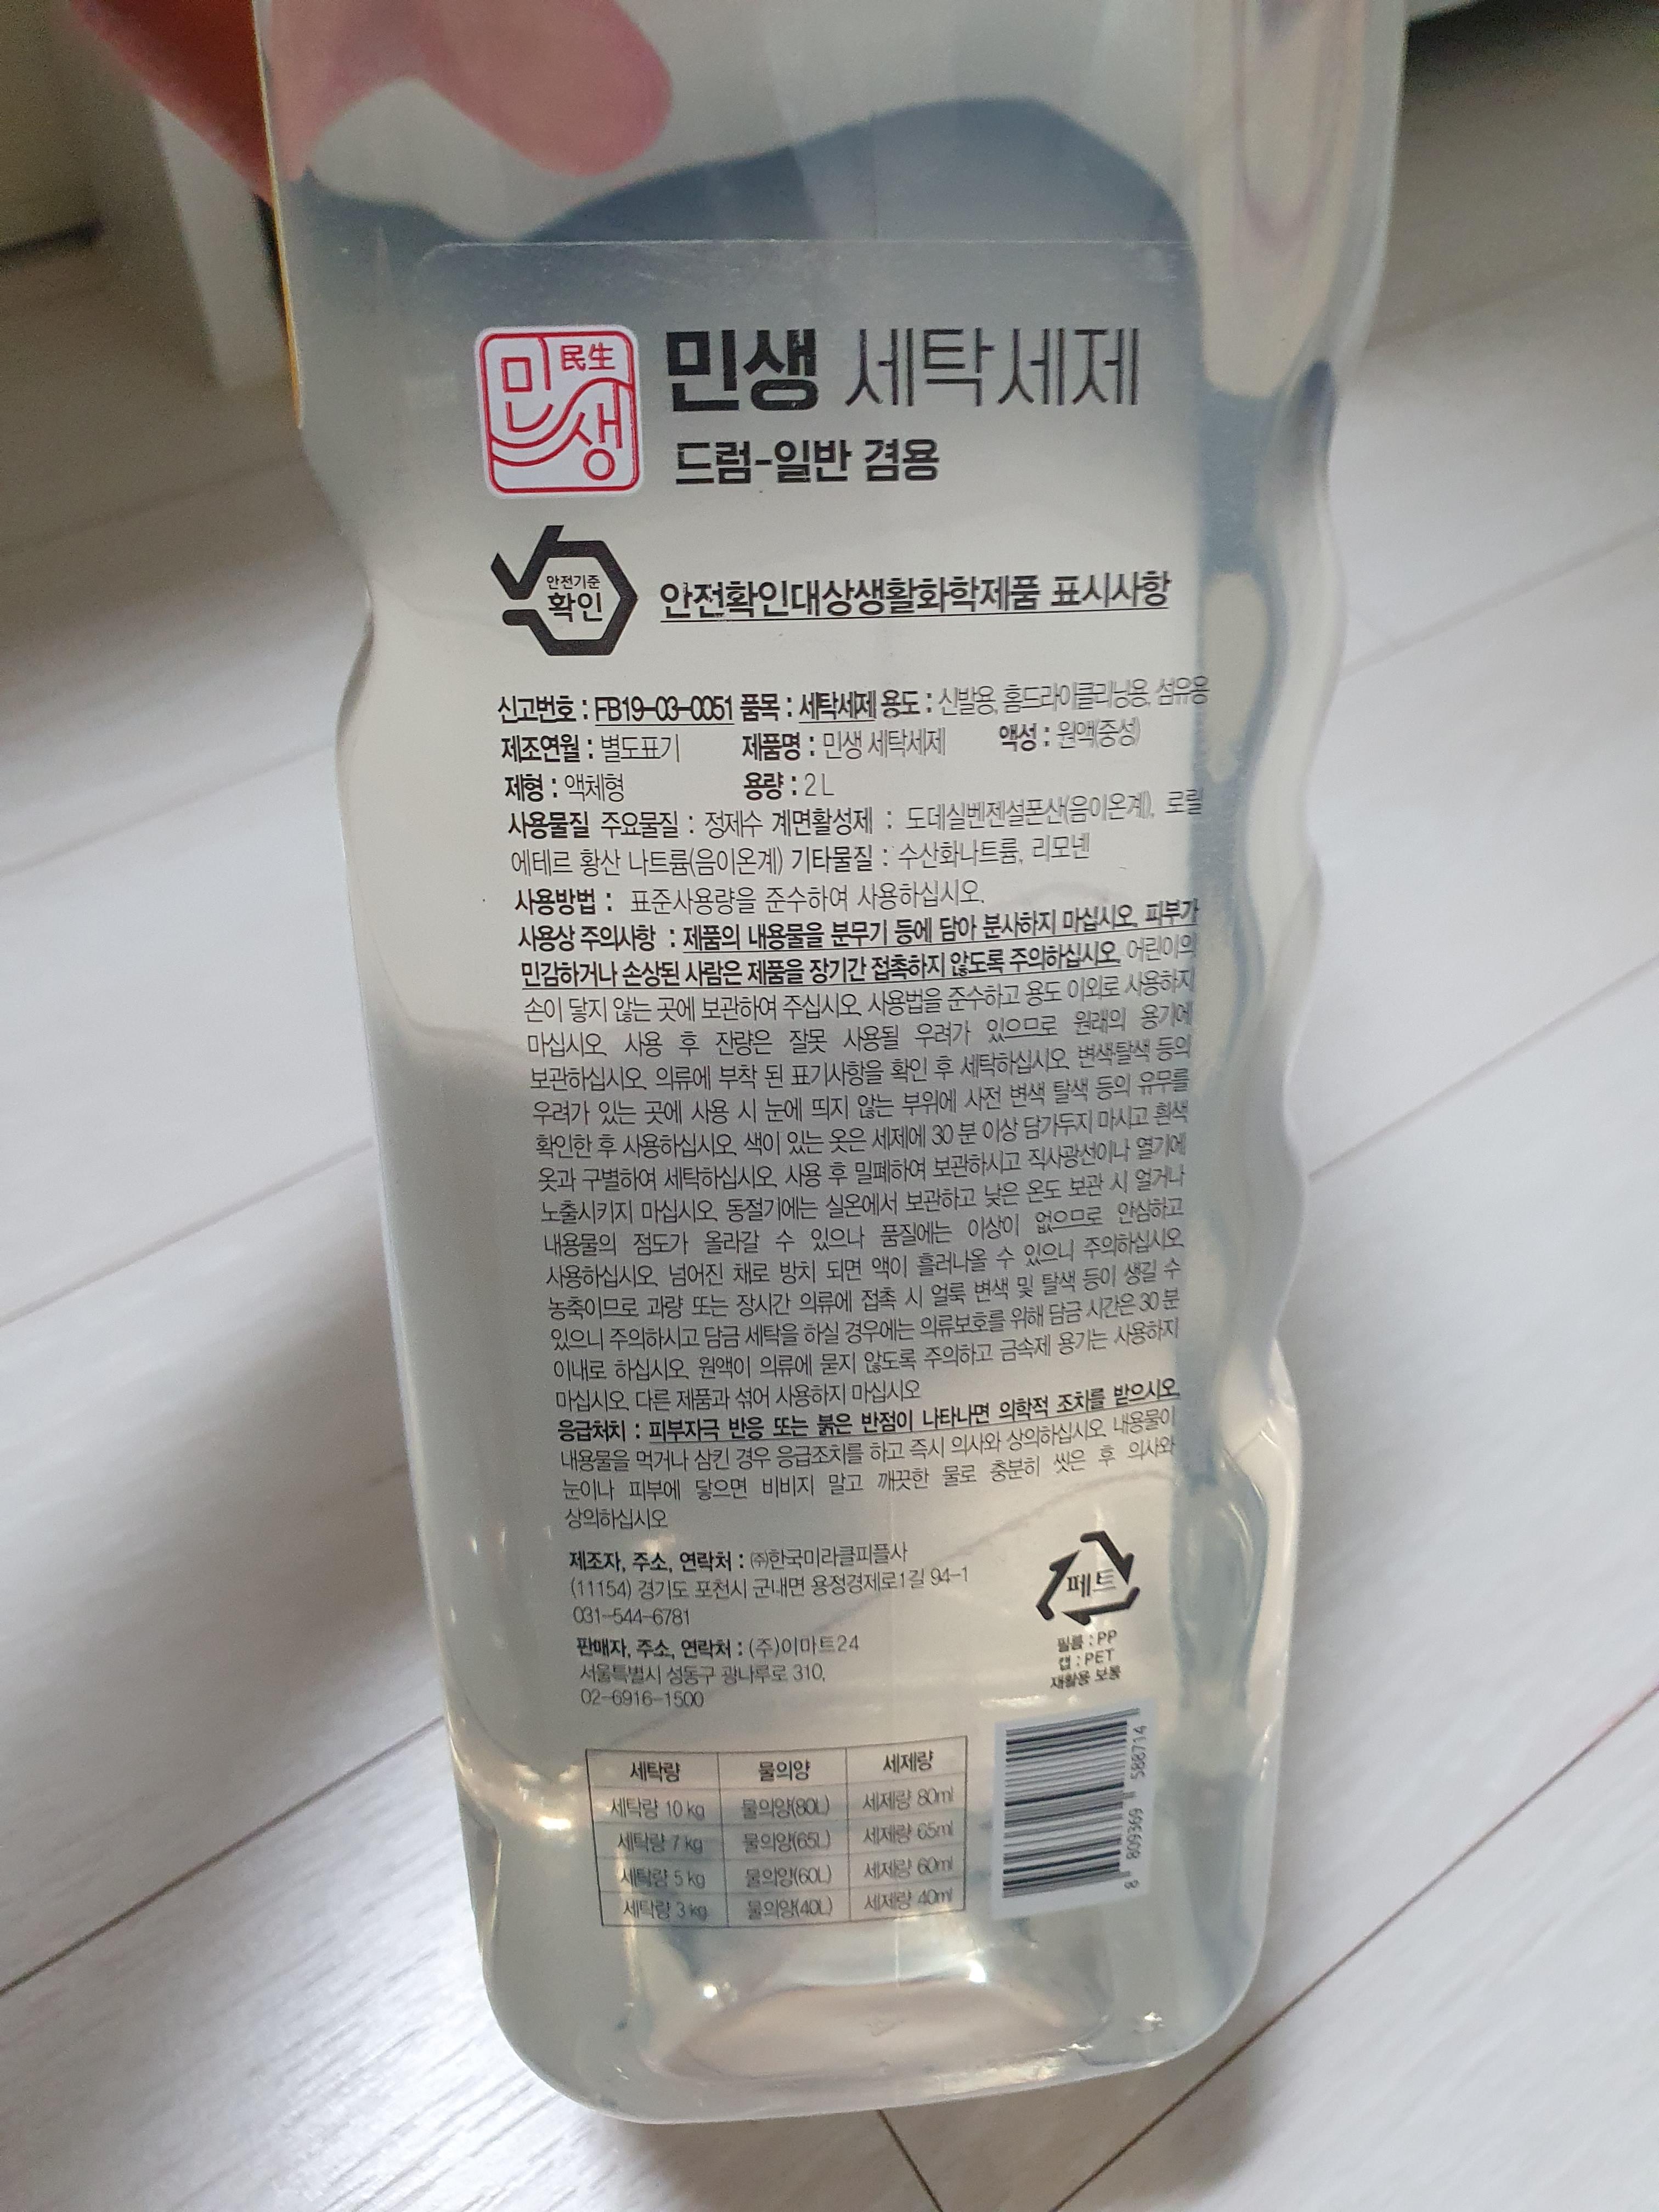 민생 民生
민생 세탁세제
드럼-일반 겸용
안전기준
확인
안전확인대상생활화학제품 표시사항
신고번호 : FB19-03-0051 품목 : 세탁세제 용도 : 신발용, 홈드라이클리닝용, 섬유용
제조연월 : 별도표기 제품명 : 민생 세탁세제 액성 : 원액(중성)
제형 : 액체형 용량 : 2 L
사용물질 주요물질 : 정제수 계면활성제 : 도데실벤젠설폰산(음이온계), 로릴
에테르 황산 나트륨(음이온계) 기타물질 : 수산화나트륨, 리모넨
사용방법 : 표준사용량을 준수하여 사용하십시오.
사용상 주의사항 : 제품의 내용물을 분무기 등에 담아 분사하지 마십시오. 피부가
민감하거나 손상된 사람은 제품을 장기간 접촉하지 않도록 주의하십시오. 어린이의
손이 닿지 않는 곳에 보관하여 주십시오. 사용법을 준수하고 용도 이외로 사용하지
마십시오. 사용 후 잔량은 잘못 사용될 우려가 있으므로 원래의 용기에
보관하십시오. 의류에 부착 된 표기사항을 확인 후 세탁하십시오. 변색·탈색 등의
우려가 있는 곳에 사용 시 눈에 띄지 않는 부위에 사전 변색 탈색 등의 유무를
확인한 후 사용하십시오. 색이 있는 옷은 세제에 30 분 이상 담가두지 마시고 흰색
옷과 구별하여 세탁하십시오. 사용 후 밀폐하여 보관하시고 직사광선이나 열기에
노출시키지 마십시오. 동절기에는 실온에서 보관하고 낮은 온도 보관 시 얼거나
내용물의 점도가 올라갈 수 있으나 품질에는 이상이 없으므로 안심하고
사용하십시오. 넘어진 채로 방치 되면 액이 흘러나올 수 있으니 주의하십시오.
농축이므로 과량 또는 장시간 의류에 접촉 시 얼룩 변색 및 탈색 등이 생길 수
있으니 주의하시고 담금 세탁을 하실 경우에는 의류보호를 위해 담금 시간은 30 분
이내로 하십시오. 원액이 의류에 묻지 않도록 주의하고 금속제 용기는 사용하지
마십시오. 다른 제품과 섞어 사용하지 마십시오
응급처치 : 피부자극 반응 또는 붉은 반점이 나타나면 의학적 조치를 받으시오.
내용물을 먹거나 삼킨 경우 응급조치를 하고 즉시 의사와 상의하십시오. 내용물이
눈이나 피부에 닿으면 비비지 말고 깨끗한 물로 충분히 씻은 후 의사와
상의하십시오
제조자, 주소, 연락처 : ㈜한국미라클피플사
(11154) 경기도 포천시 군내면 용정경제로1길 94-1
031-544-6781
판매자, 주소, 연락처 : (주)이마트24
서울특별시 성동구 광나루로 310,
02-6916-1500
페트
필름 : PP
캡 : PET
재활용 보통
세탁량 물의양 세제량
세탁량 10 kg 물의양(80L) 세제량 80ml
세탁량 7 kg 물의양(65L) 세제량 65ml
세탁량 5 kg 물의양(60L) 세제량 60ml
세탁량 3 kg 물의양(40L) 세제량 40ml
8 809369 588714